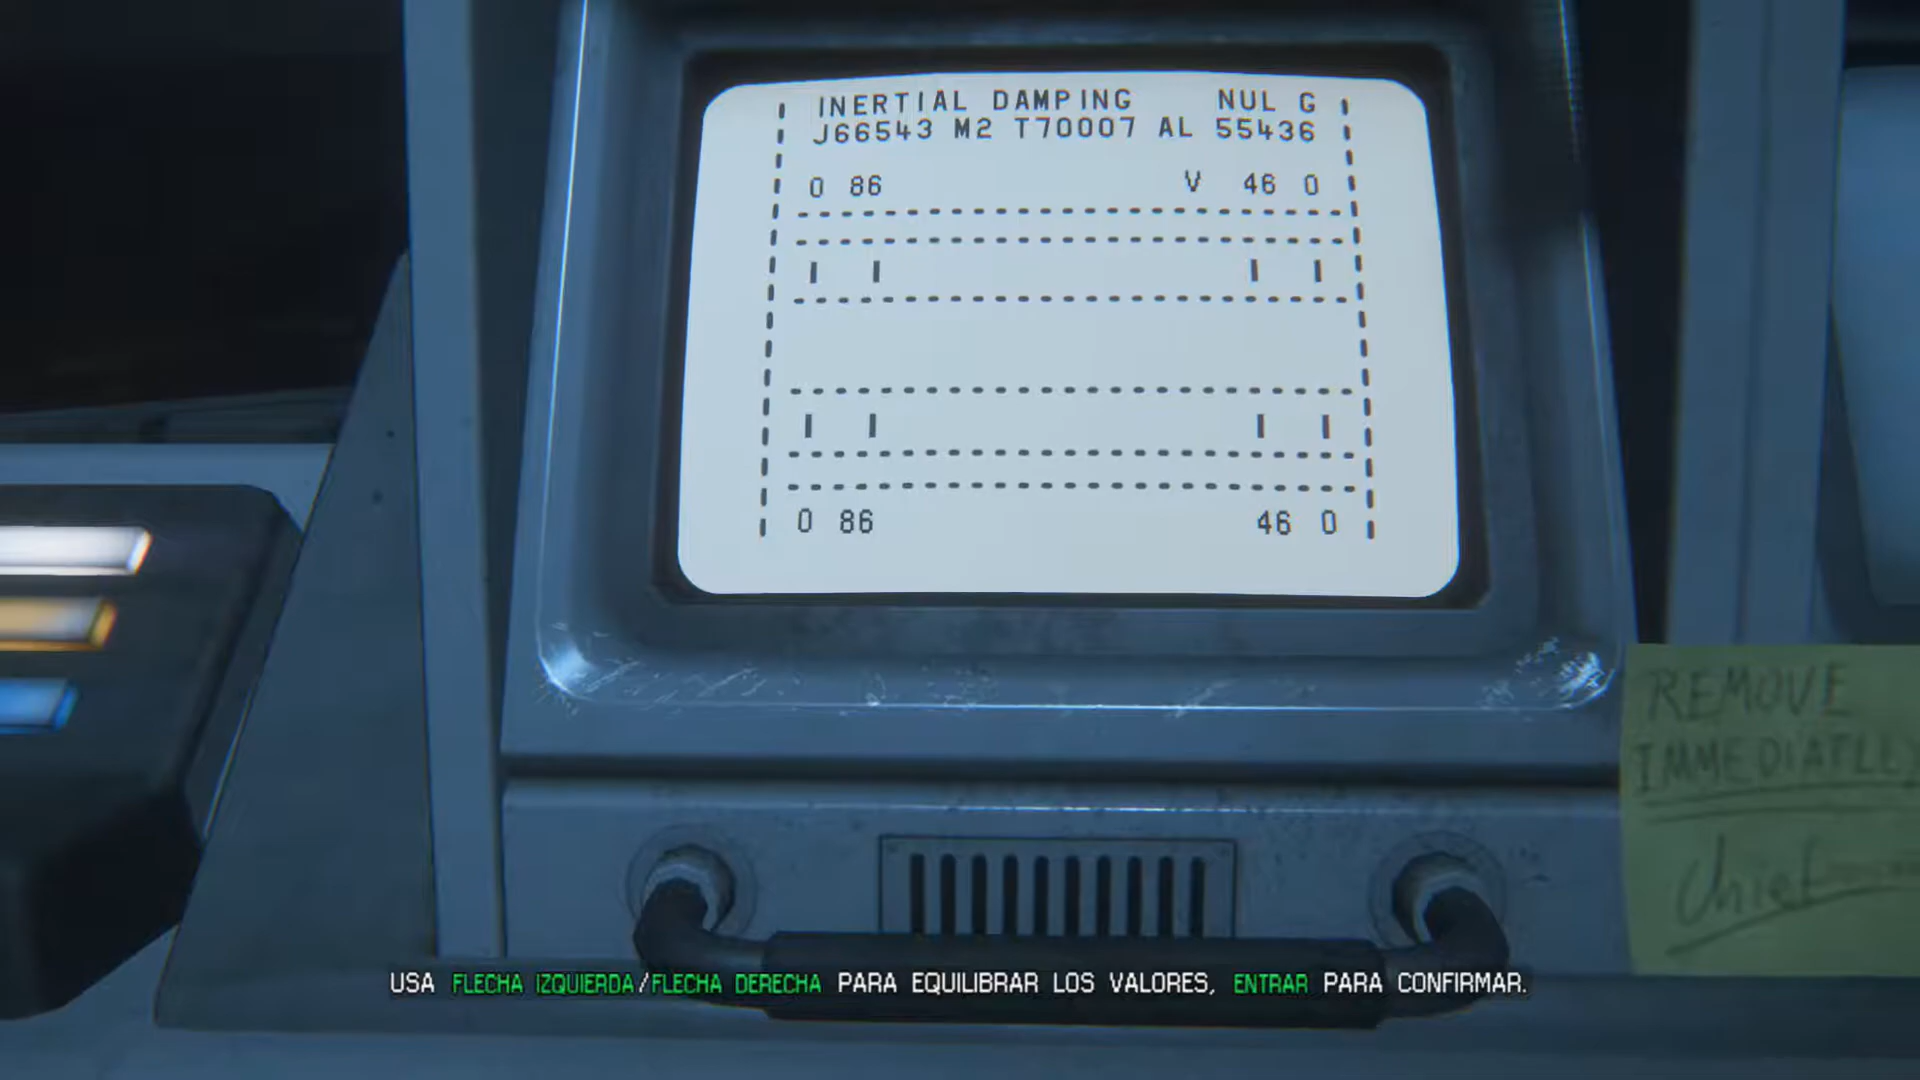 INERTIAL DAMPING NUL G
J66543 M2 T70007 AL 55436
0 86 V 46 0
0 86 46 0
REMOVE
IMMEDIATLEY
Chief
USA FLECHA IZQUIERDA/FLECHA DERECHA PARA EQUILIBRAR LOS VALORES, ENTRAR PARA CONFIRMAR.